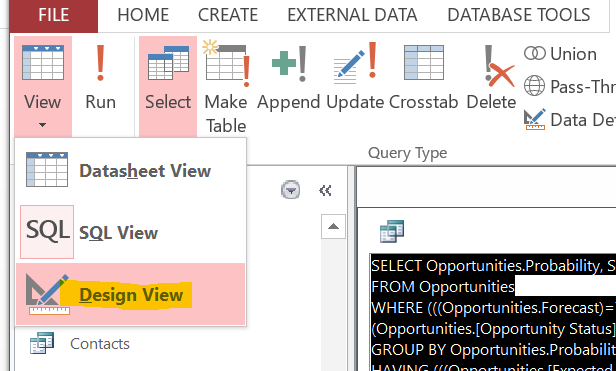 FILE HOME CREATE EXTERNAL DATA DATABASE TOOLS
View Run Select Make Table Append Update Crosstab Delete
Union
Pass-Thr
Data De
Query Type
Datasheet View
SQL SQL View
Design View
Contacts
SELECT Opportunities.Probability, S
FROM Opportunities
WHERE (((Opportunities.Forecast)=
(Opportunities.[Opportunity Status]
GROUP BY Opportunities.Probabilit
HAVING (((Opportunities.[Expected